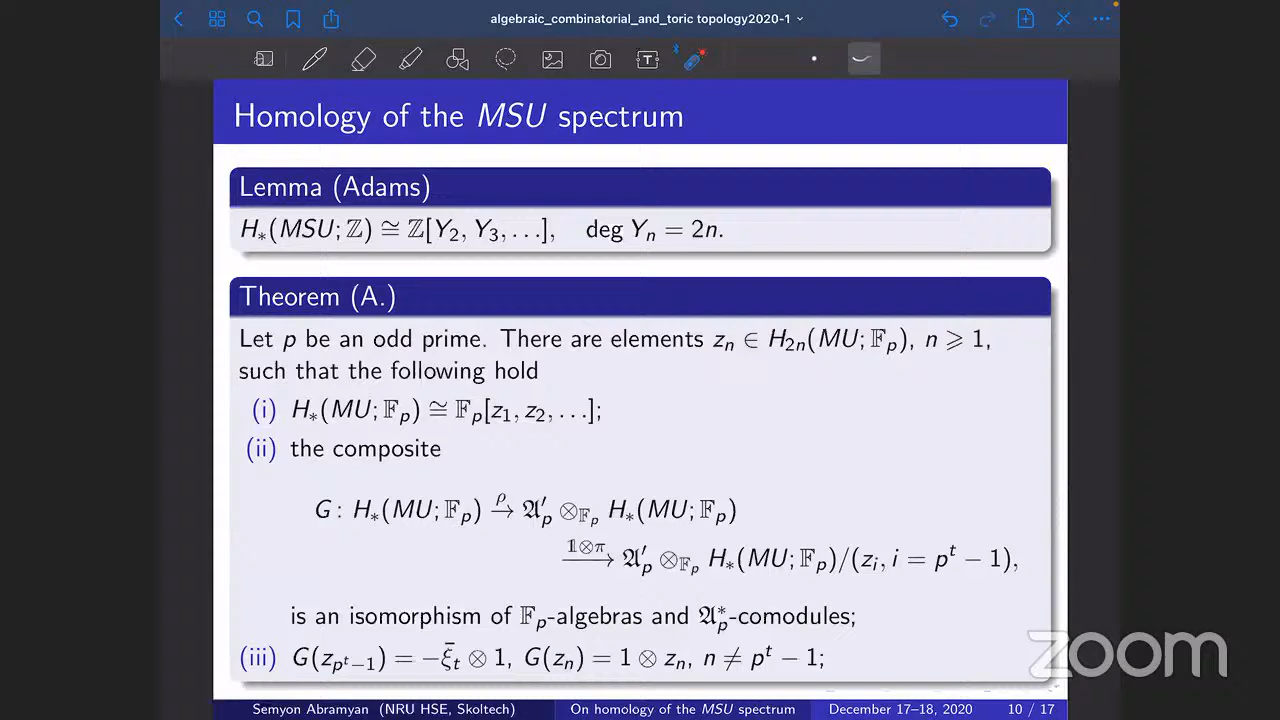 algebraic_combinatorial_and_toric topology2020-1
Homology of the MSU spectrum
Lemma (Adams)
H_*(MSU; ℤ) ≅ ℤ[Y_2, Y_3, …], deg Y_n = 2n.
Theorem (A.)
Let p be an odd prime. There are elements z_n ∈ H_{2n}(MU; 𝔽_p), n ⩾ 1,
such that the following hold
(i) H_*(MU; 𝔽_p) ≅ 𝔽_p[z_1, z_2, …];
(ii) the composite
G: H_*(MU; 𝔽_p) →^ρ 𝔄′_p ⊗_{𝔽_p} H_*(MU; 𝔽_p)
→^{𝟙⊗π} 𝔄′_p ⊗_{𝔽_p} H_*(MU; 𝔽_p)/(z_i, i = p^t − 1),
is an isomorphism of 𝔽_p-algebras and 𝔄^*_p-comodules;
(iii) G(z_{p^t−1}) = −ξ̄_t ⊗ 1, G(z_n) = 1 ⊗ z_n, n ≠ p^t − 1;
zoom
Semyon Abramyan (NRU HSE, Skoltech) On homology of the MSU spectrum December 17–18, 2020 10 / 17